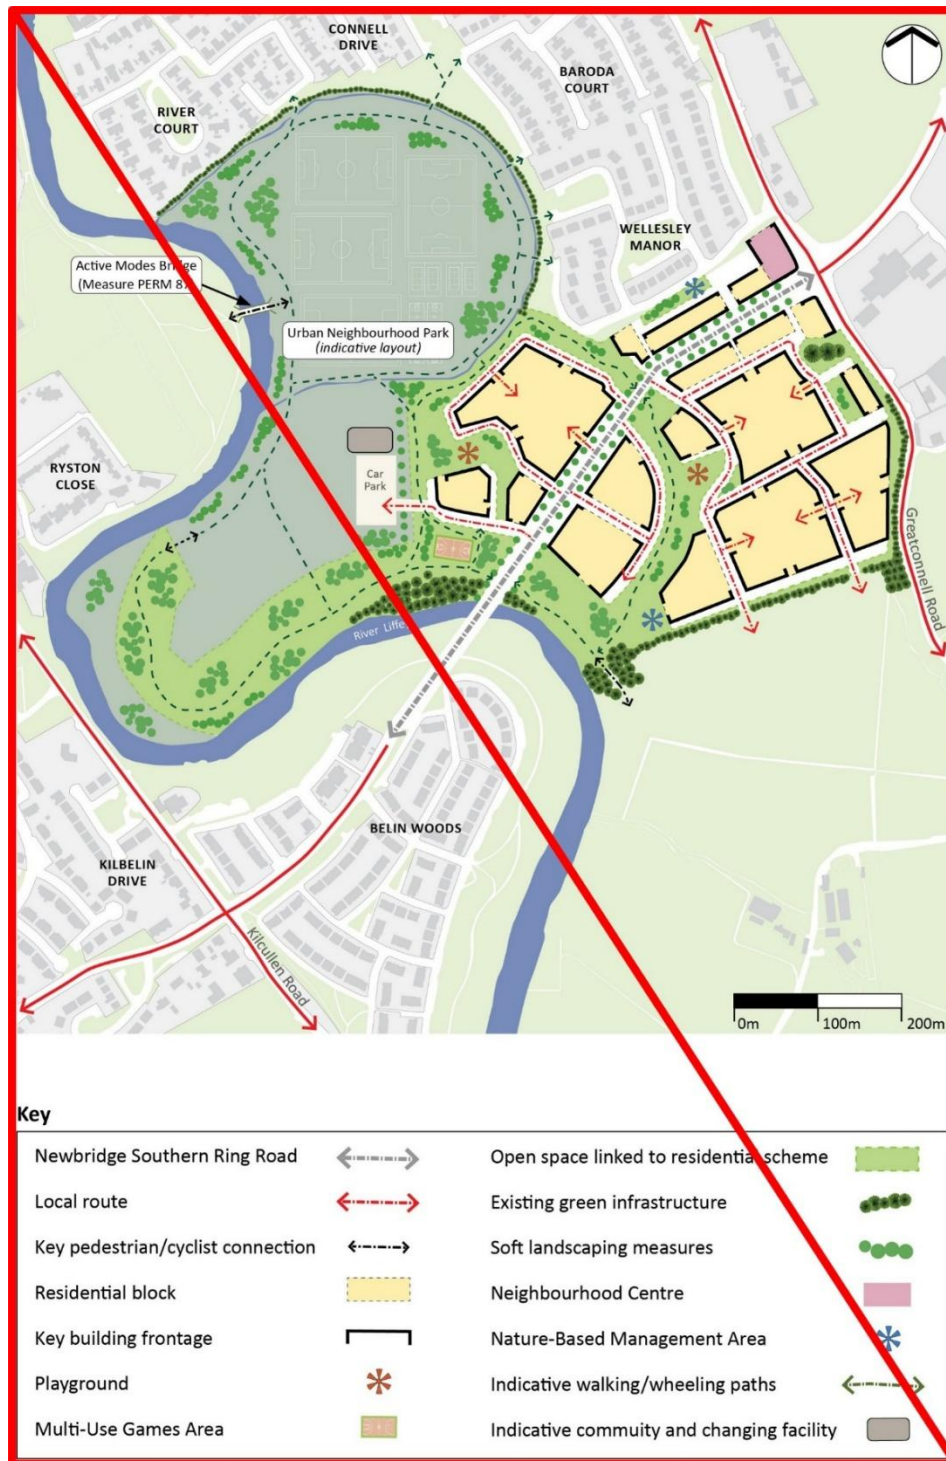 CONNELL
DRIVE
BARODA
COURT
RIVER
COURT
WELLESLEY
MANOR
Active Modes Bridge
(Measure PERM 87
Urban Neighbourhood Park
(indicative layout)
RYSTON
CLOSE
Car
Park
Greatconnell Road
River Liffe
BELIN WOODS
KILBELIN
DRIVE
Kilcullen Road
0m 100m 200m
Key
Newbridge Southern Ring Road
Local route
Key pedestrian/cyclist connection
Residential block
Key building frontage
Playground
Multi-Use Games Area
Open space linked to residential scheme
Existing green infrastructure
Soft landscaping measures
Neighbourhood Centre
Nature-Based Management Area
Indicative walking/wheeling paths
Indicative commuity and changing facility